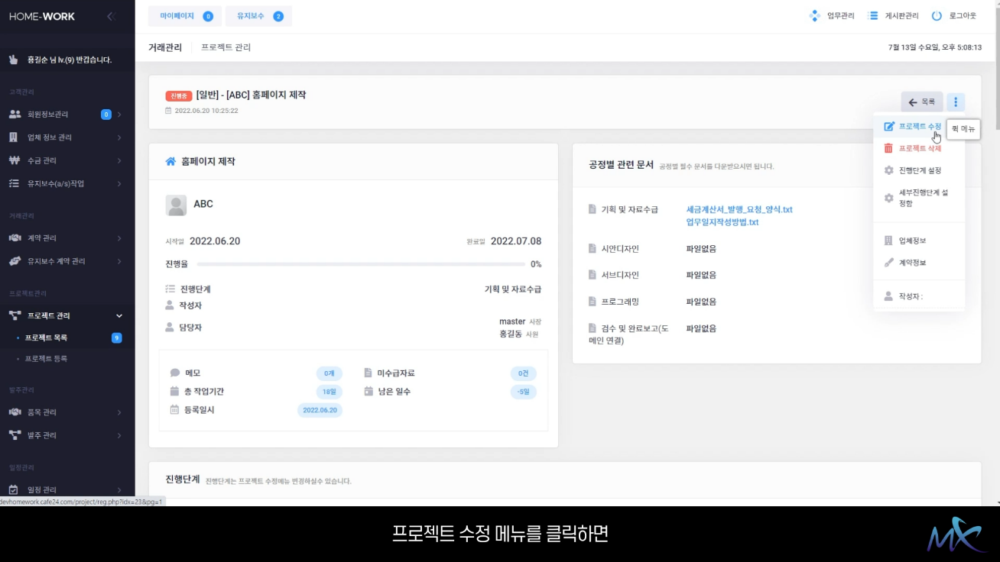 HOME-WORK
마이페이지 0
유지보수 2
업무관리
게시판관리
로그아웃
거래관리
프로젝트 관리
7월 13일 수요일, 오후 5:08:13
홍길순 님 lv.(9) 반갑습니다.
고객관리
회원정보관리 0
업체 정보 관리
수금 관리
유지보수(a/s)작업
거래관리
계약 관리
유지보수 계약 관리
프로젝트관리
프로젝트 관리
프로젝트 목록 9
프로젝트 등록
발주관리
품목 관리
발주 관리
일정관리
일정 관리
진행중 [일반] - [ABC] 홈페이지 제작
2022.06.20 10:25:22
목록
프로젝트 수정
퀵 메뉴
프로젝트 삭제
진행단계 설정
세부진행단계 설
정함
업체정보
계약정보
작성자 :
홈페이지 제작
ABC
시작일 2022.06.20
완료일 2022.07.08
진행율 0%
진행단계 기획 및 자료수급
작성자
담당자
master 사장
홍길동 사원
메모 0개
미수급자료 0건
총 작업기간 18일
남은 일수 -5일
등록일시 2022.06.20
공정별 관련 문서 공정별 필수 문서를 다운받으시면 됩니다.
기획 및 자료수급
세금계산서_발행_요청_양식.txt
업무일지작성방법.txt
시안디자인 파일없음
서브디자인 파일없음
프로그래밍 파일없음
검수 및 완료보고(도
메인 연결)
파일없음
진행단계 진행단계는 프로젝트 수정메뉴 변경하실수 있습니다.
devhomework.cafe24.com/project/reg.php?idx=23&pg=1
프로젝트 수정 메뉴를 클릭하면
MX